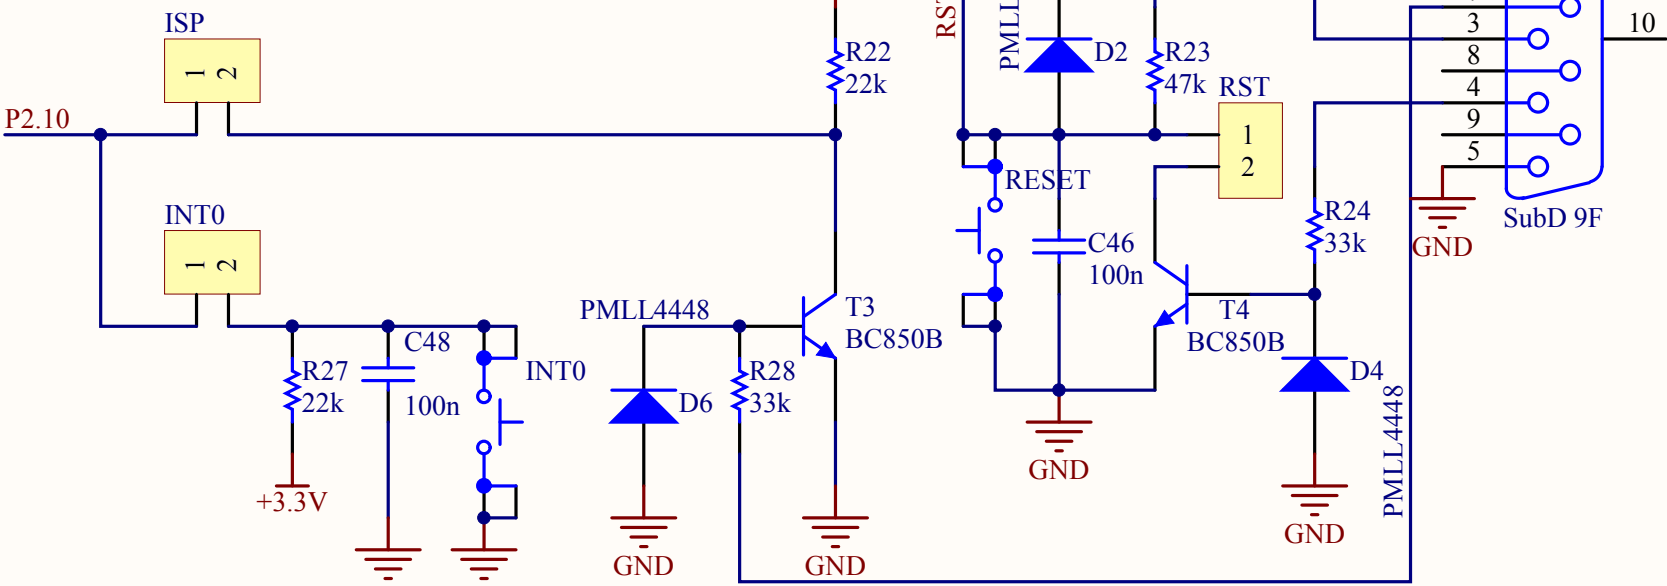 ISP
1 2
P2.10
R22
22k
RS
PMLL
D2
R23
47k
RST
1
2
3
8
4
9
5
10
SubD 9F
GND
RESET
C46
100n
R24
33k
INT0
1 2
PMLL4448
T3
BC850B
T4
BC850B
C48
100n
R27
22k
INT0
D6
R28
33k
D4
PMLL4448
+3.3V
GND
GND
GND
GND